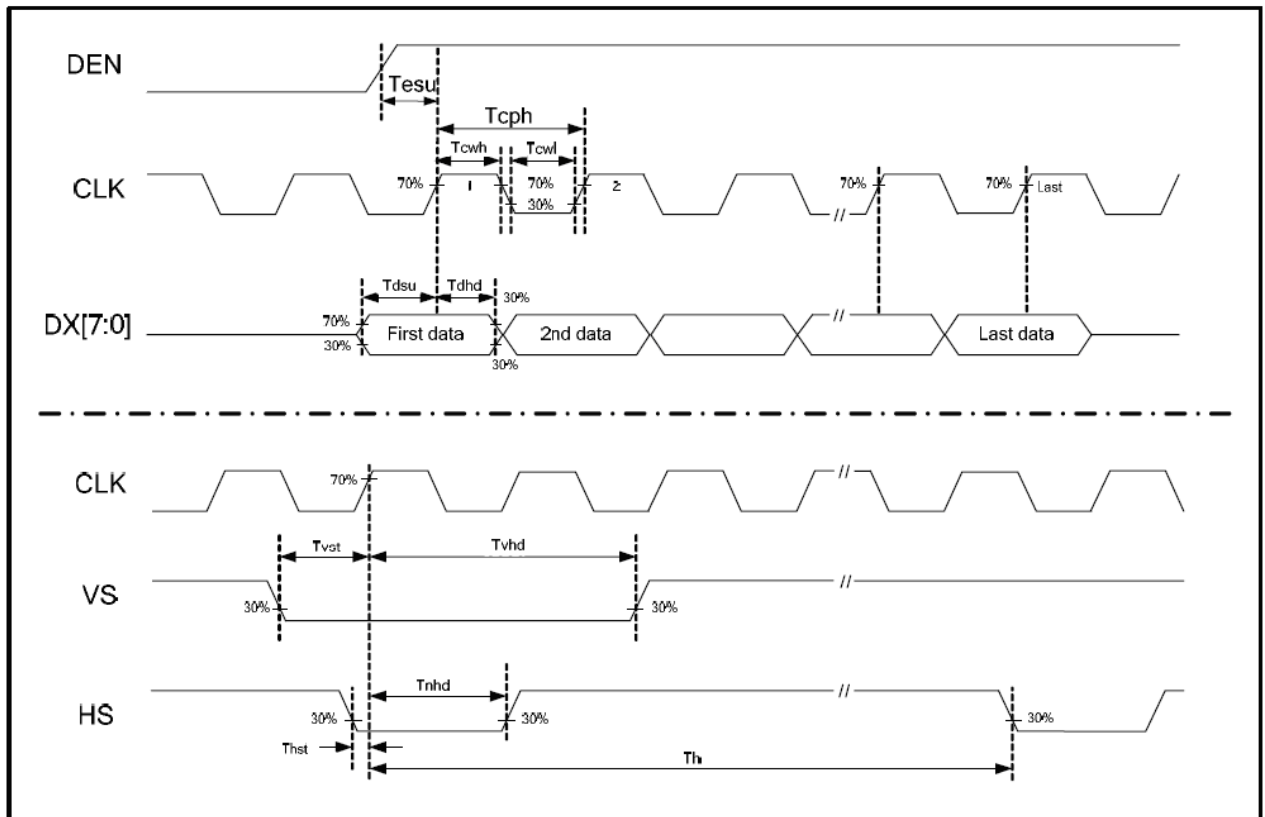 DEN
Tesu
Tcph
Tcwh
Tcwl
CLK
70%
1
70%
30%
2
70%
70%
Last
//
Tdsu
Tdhd
30%
DX[7:0]
70%
30%
First data
2nd data
//
Last data
30%
CLK
70%
//
Tvst
Tvhd
VS
30%
30%
//
Tnhd
HS
30%
30%
//
30%
Thst
Th